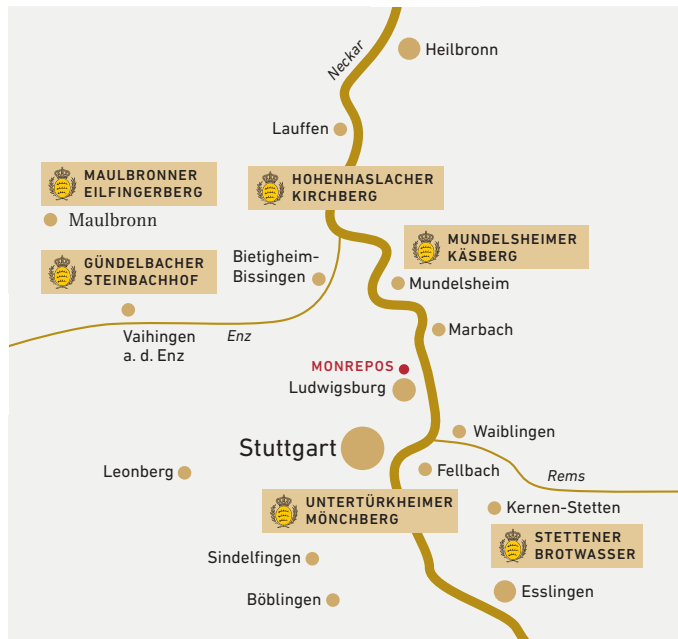 Neckar
Heilbronn
Lauffen
MAULBRONNER
EILFINGERBERG
HOHENHASLACHER
KIRCHBERG
Maulbronn
MUNDELSHEIMER
KÄSBERG
GÜNDELBACHER
STEINBACHHOF
Bietigheim-
Bissingen
Mundelsheim
Vaihingen
a. d. Enz
Enz
Marbach
MONREPOS
Ludwigsburg
Stuttgart
Waiblingen
Leonberg
Fellbach
Rems
UNTERTÜRKHEIMER
MÖNCHBERG
Kernen-Stetten
STETTENER
BROTWASSER
Sindelfingen
Esslingen
Böblingen